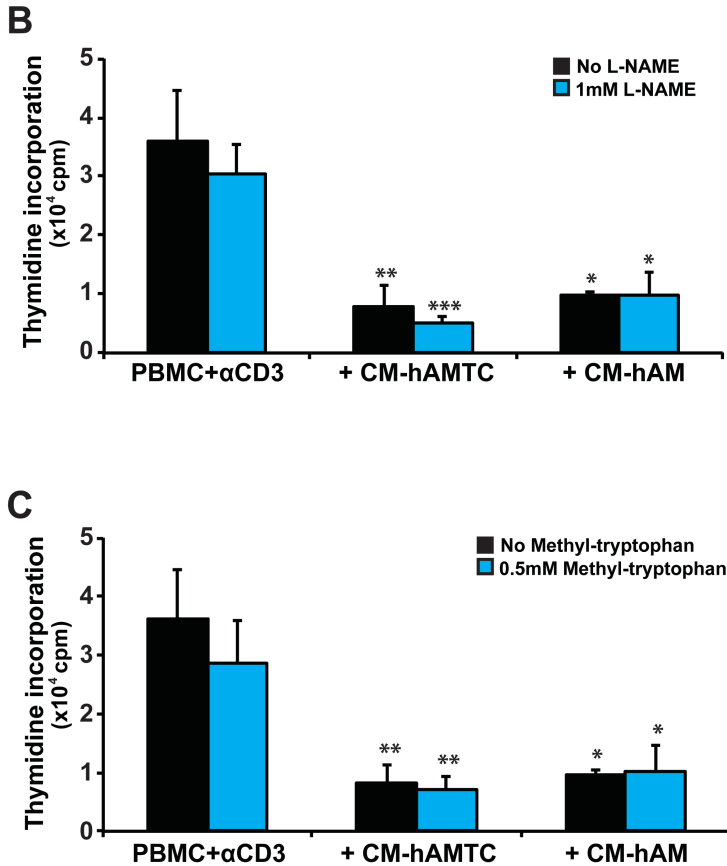 B
Thymidine incorporation
(x10⁴ cpm)
5
4
3
2
1
0
No L-NAME
1mM L-NAME
**
***
*
*
PBMC+αCD3
+ CM-hAMTC
+ CM-hAM
C
Thymidine incorporation
(x10⁴ cpm)
5
4
3
2
1
0
No Methyl-tryptophan
0.5mM Methyl-tryptophan
**
**
*
*
PBMC+αCD3
+ CM-hAMTC
+ CM-hAM